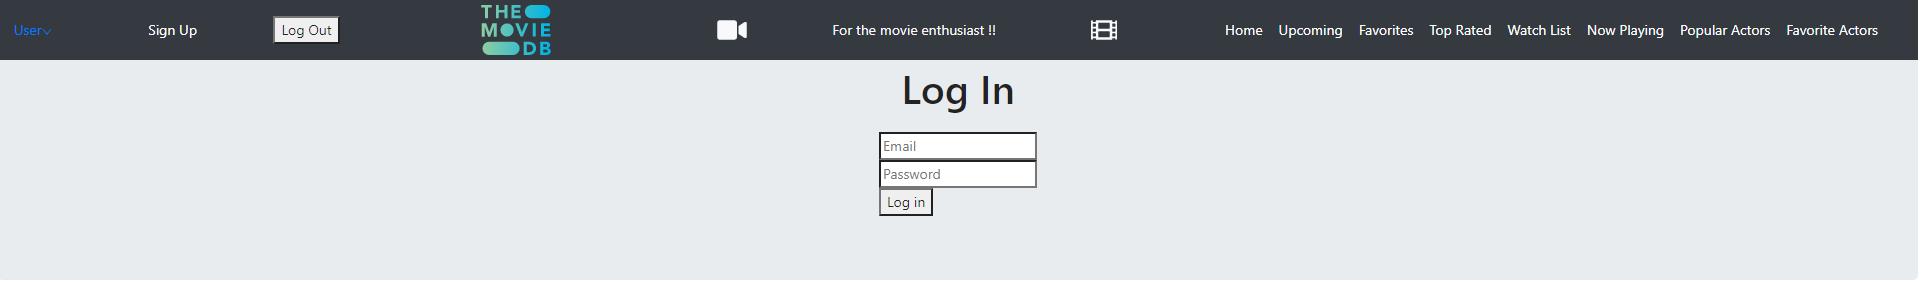 User
Sign Up
Log Out
THE
MOVIE
DB
For the movie enthusiast !!
Home
Upcoming
Favorites
Top Rated
Watch List
Now Playing
Popular Actors
Favorite Actors
Log In
Email
Password
Log in